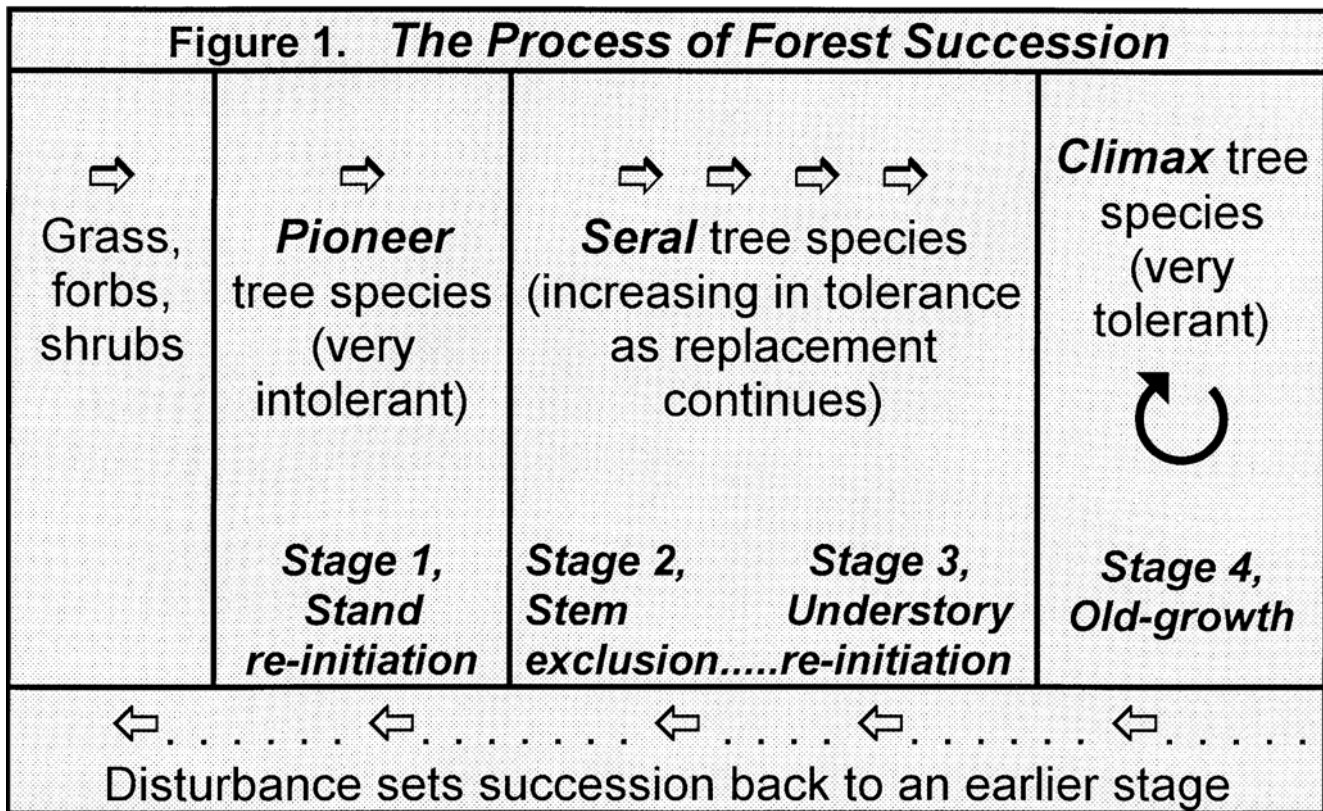 Figure 1. The Process of Forest Succession
Grass,
forbs,
shrubs
Pioneer
tree species
(very
intolerant)
Stage 1,
Stand
re-initiation
Seral tree species
(increasing in tolerance
as replacement
continues)
Stage 2,
Stem
exclusion.....re-initiation
Stage 3,
Understory
Climax tree
species
(very
tolerant)
Stage 4,
Old-growth
Disturbance sets succession back to an earlier stage